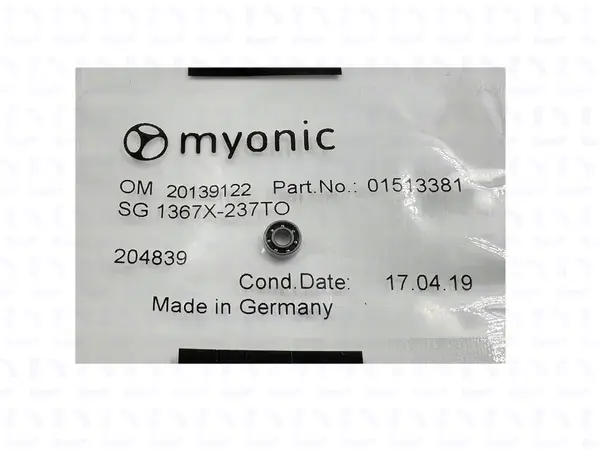 myonic
OM 20139122 Part.No.: 01513381
SG 1367X-237TO
204839
Cond.Date: 17.04.19
Made in Germany